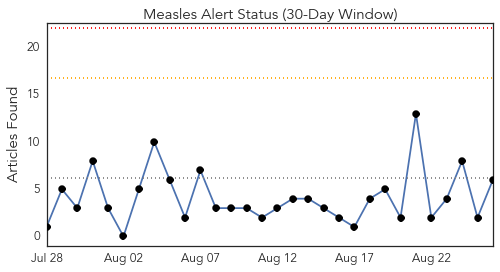 Measles Alert Status (30-Day Window)
Articles Found
20
15
10
5
0
Jul 28 Aug 02 Aug 07 Aug 12 Aug 17 Aug 22